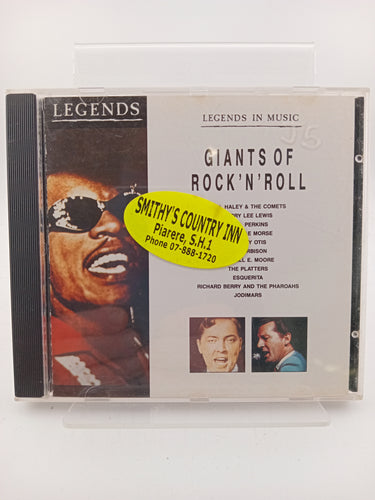 LEGENDS
LEGENDS IN MUSIC
GIANTS OF
ROCK'N'ROLL
HALEY & THE COMETS
LEE LEWIS
PERKINS
MORSE
OTIS
E. MOORE
THE PLATTERS
ESQUERITA
RICHARD BERRY AND THE PHAROAHS
JODIMARS
SMITHY'S COUNTRY INN
Piarere, S.H.1
Phone 07-888-1720